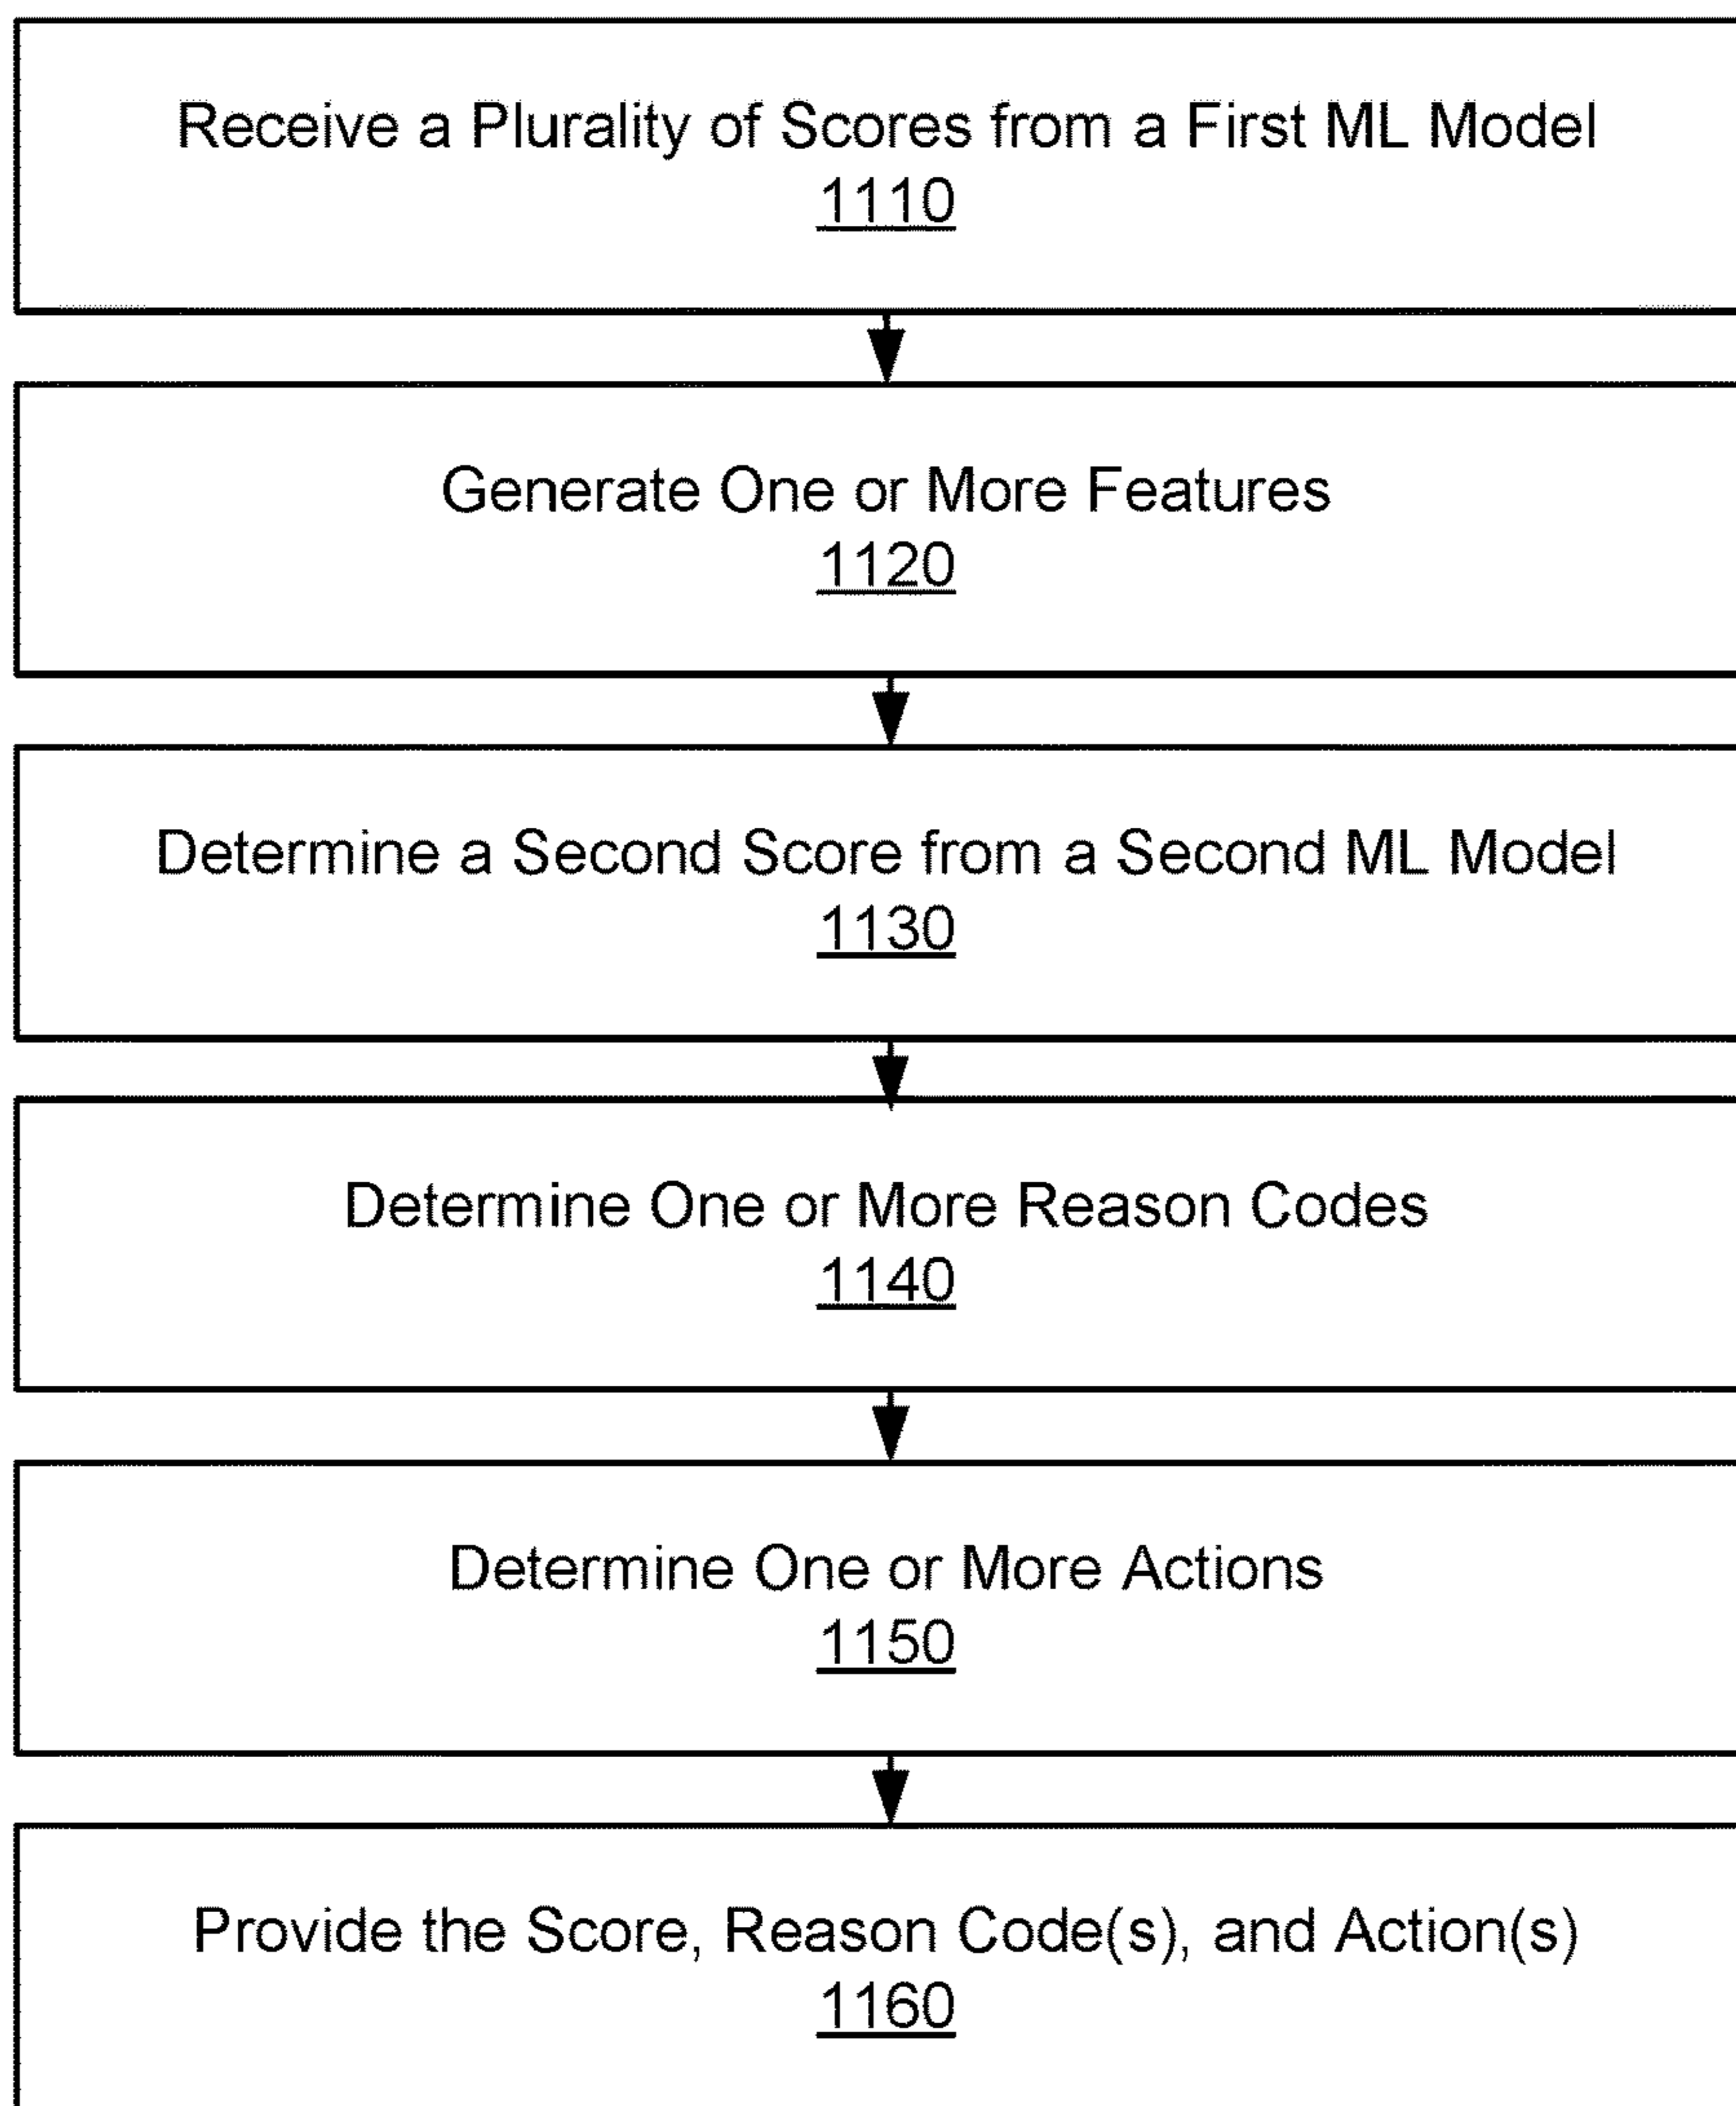 Receive a Plurality of Scores from a First ML Model
1110
Generate One or More Features
1120
Determine a Second Score from a Second ML Model
1130
Determine One or More Reason Codes
1140
Determine One or More Actions
1150
Provide the Score, Reason Code(s), and Action(s)
1160